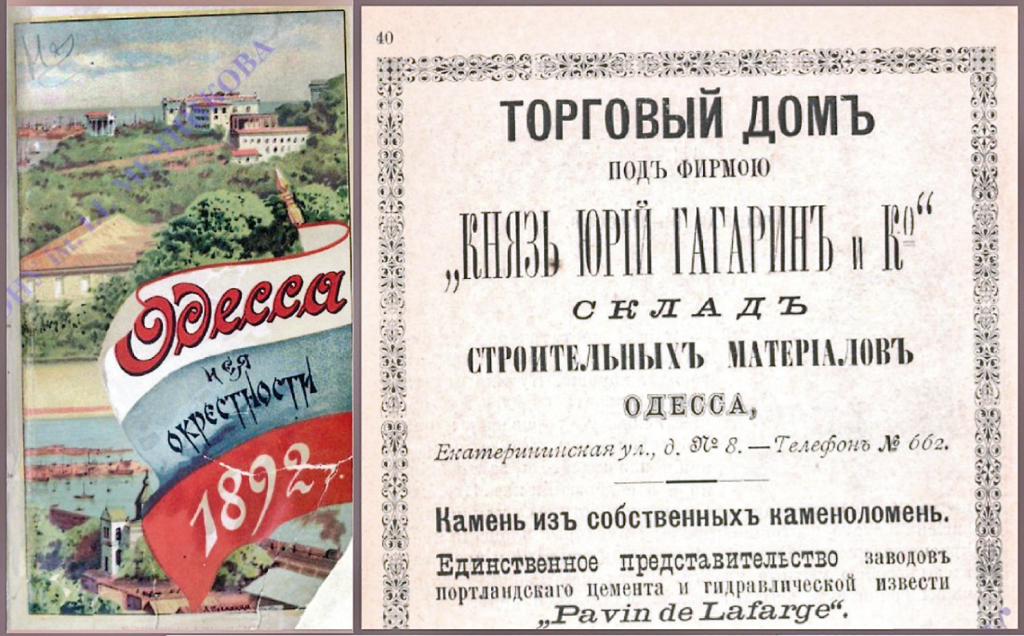 Одесса
и ея
окрестности
1892 г.
40
ТОРГОВЫЙ ДОМЪ
ПОДЪ ФИРМОЮ
„КНЯЗЬ ЮРІЙ ГАГАРИНЪ и Ко“
СКЛАДЪ
СТРОИТЕЛЬНЫХЪ МАТЕРІАЛОВЪ
ОДЕССА,
Екатерининская ул., д. № 8. — Телефонъ № 662.
Камень изъ собственныхъ каменоломень.
Единственное представительство заводовъ
портландскаго цемента и гидравлической извести
„Pavin de Lafarge“.